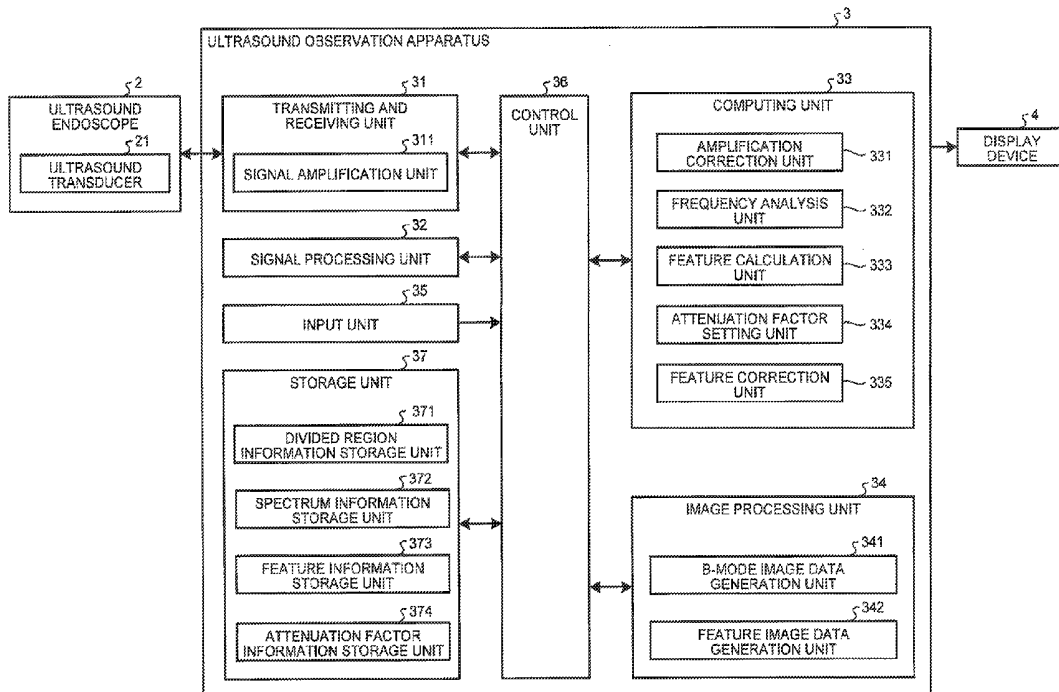 3
ULTRASOUND OBSERVATION APPARATUS
2
ULTRASOUND
ENDOSCOPE
21
ULTRASOUND
TRANSDUCER
31
TRANSMITTING AND
RECEIVING UNIT
311
SIGNAL AMPLIFICATION UNIT
32
SIGNAL PROCESSING UNIT
35
INPUT UNIT
37
STORAGE UNIT
371
DIVIDED REGION
INFORMATION STORAGE UNIT
372
SPECTRUM INFORMATION
STORAGE UNIT
373
FEATURE INFORMATION
STORAGE UNIT
374
ATTENUATION FACTOR
INFORMATION STORAGE UNIT
36
CONTROL
UNIT
33
COMPUTING UNIT
AMPLIFICATION
CORRECTION UNIT
331
FREQUENCY ANALYSIS
UNIT
332
FEATURE CALCULATION
UNIT
333
ATTENUATION FACTOR
SETTING UNIT
334
FEATURE CORRECTION
UNIT
335
34
IMAGE PROCESSING UNIT
341
B-MODE IMAGE DATA
GENERATION UNIT
342
FEATURE IMAGE DATA
GENERATION UNIT
4
DISPLAY
DEVICE